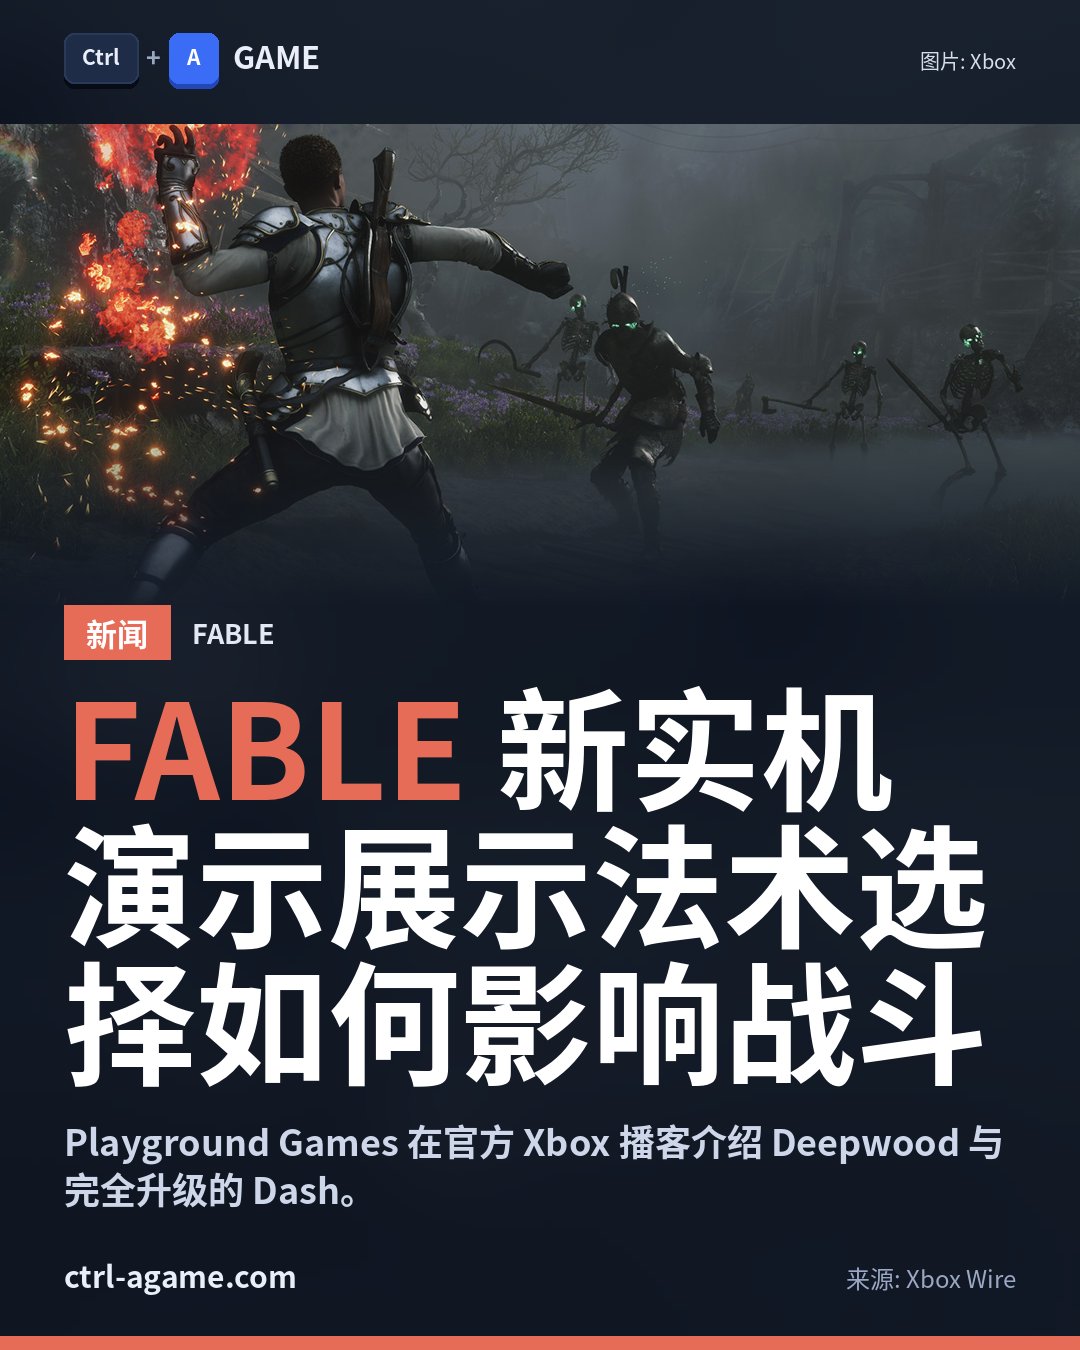 Ctrl + A GAME
图片: Xbox
新闻 FABLE
FABLE 新实机
演示展示法术选
择如何影响战斗
Playground Games 在官方 Xbox 播客介绍 Deepwood 与
完全升级的 Dash。
ctrl-agame.com
来源: Xbox Wire